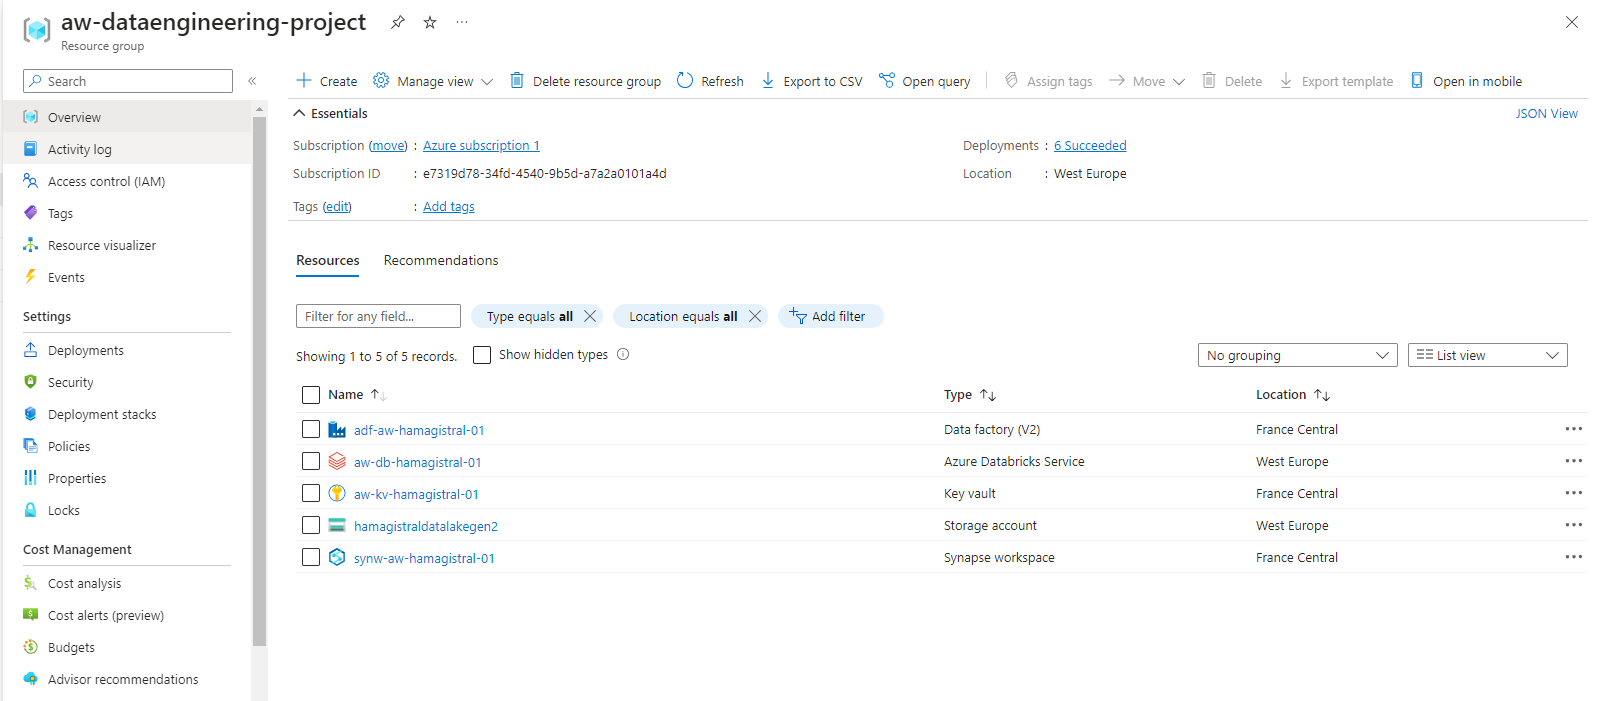 aw-dataengineering-project
Resource group
Search
Overview
Activity log
Access control (IAM)
Tags
Resource visualizer
Events
Settings
Deployments
Security
Deployment stacks
Policies
Properties
Locks
Cost Management
Cost analysis
Cost alerts (preview)
Budgets
Advisor recommendations
Create Manage view Delete resource group Refresh Export to CSV Open query Assign tags Move Delete Export template Open in mobile
Essentials JSON View
Subscription (move) : Azure subscription 1 Deployments : 6 Succeeded
Subscription ID : e7319d78-34fd-4540-9b5d-a7a2a0101a4d Location : West Europe
Tags (edit) : Add tags
Resources Recommendations
Filter for any field... Type equals all Location equals all Add filter
Showing 1 to 5 of 5 records. Show hidden types No grouping List view
Name Type Location
adf-aw-hamagistral-01 Data factory (V2) France Central
aw-db-hamagistral-01 Azure Databricks Service West Europe
aw-kv-hamagistral-01 Key vault France Central
hamagistraldatalakegen2 Storage account West Europe
synw-aw-hamagistral-01 Synapse workspace France Central